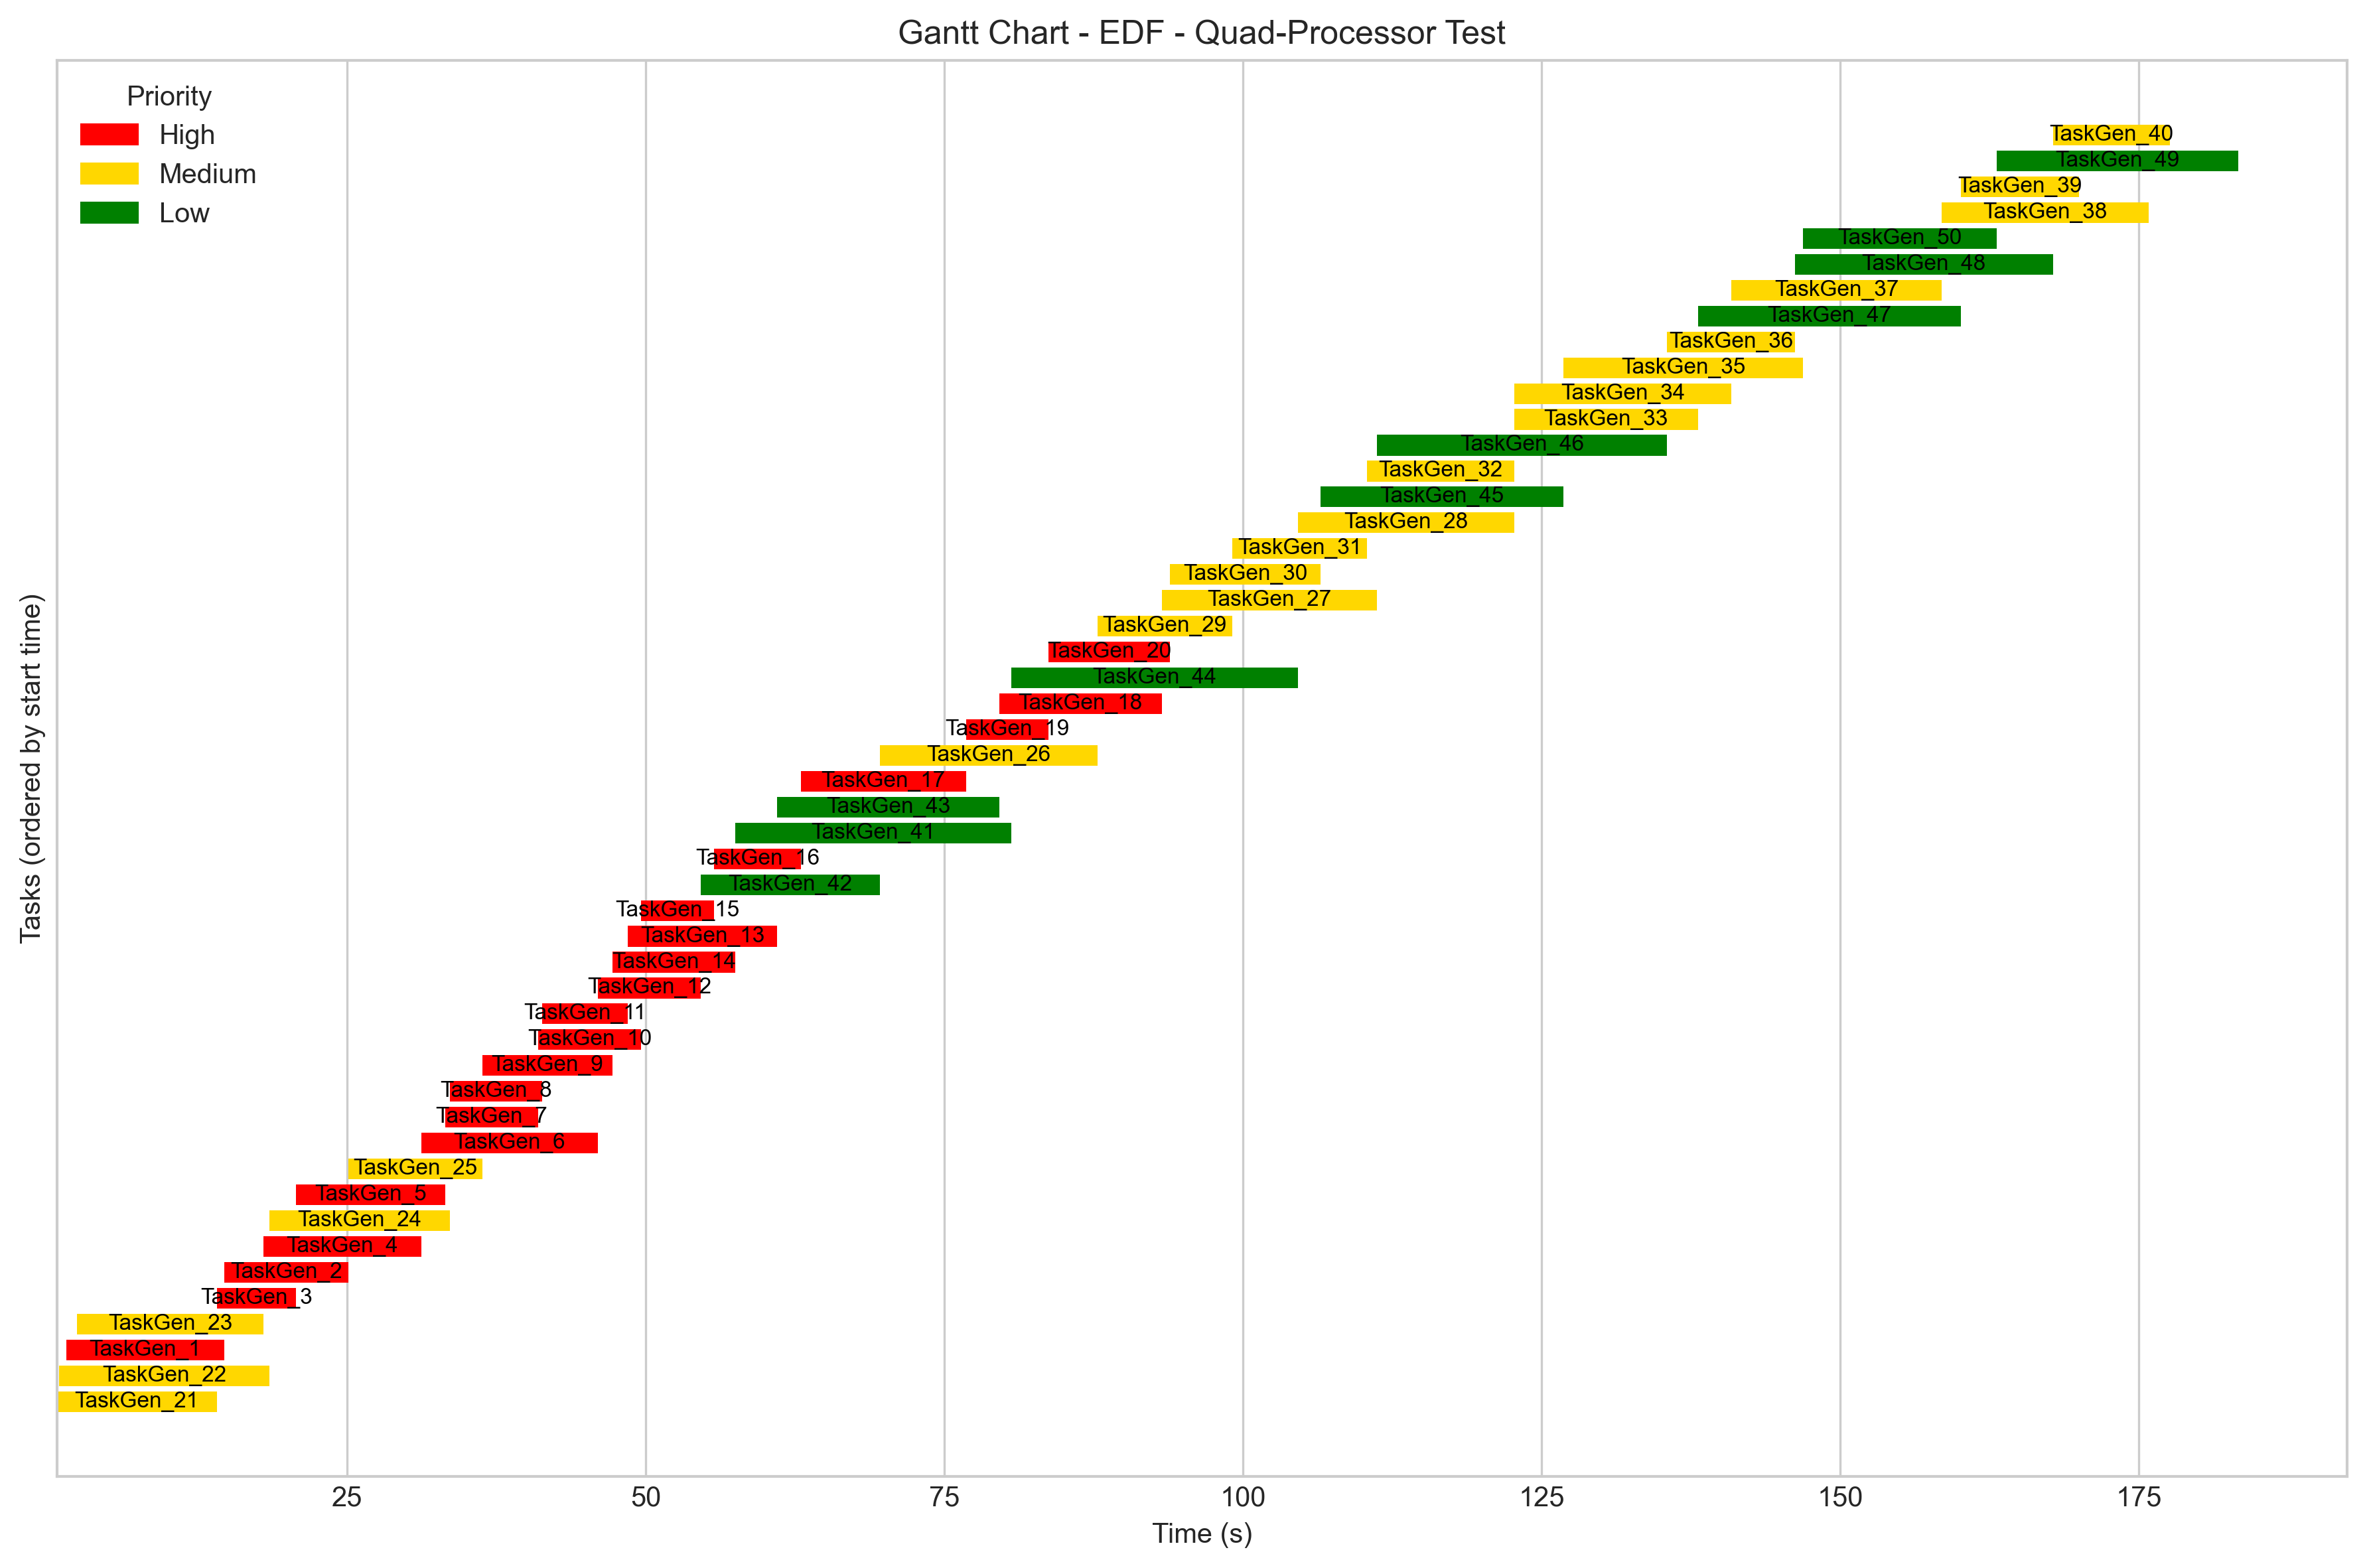 Gantt Chart - EDF - Quad-Processor Test
Priority
High
Medium
Low
TaskGen_40
TaskGen_49
TaskGen_39
TaskGen_38
TaskGen_50
TaskGen_48
TaskGen_37
TaskGen_47
TaskGen_36
TaskGen_35
TaskGen_34
TaskGen_33
TaskGen_46
TaskGen_32
TaskGen_45
TaskGen_28
TaskGen_31
TaskGen_30
TaskGen_27
TaskGen_29
TaskGen_20
TaskGen_44
TaskGen_18
TaskGen_19
TaskGen_26
TaskGen_17
TaskGen_43
TaskGen_41
TaskGen_16
TaskGen_42
TaskGen_15
TaskGen_13
TaskGen_14
TaskGen_12
TaskGen_11
TaskGen_10
TaskGen_9
TaskGen_8
TaskGen_7
TaskGen_6
TaskGen_25
TaskGen_5
TaskGen_24
TaskGen_4
TaskGen_2
TaskGen_3
TaskGen_23
TaskGen_1
TaskGen_22
TaskGen_21
Tasks (ordered by start time)
25 50 75 100 125 150 175
Time (s)